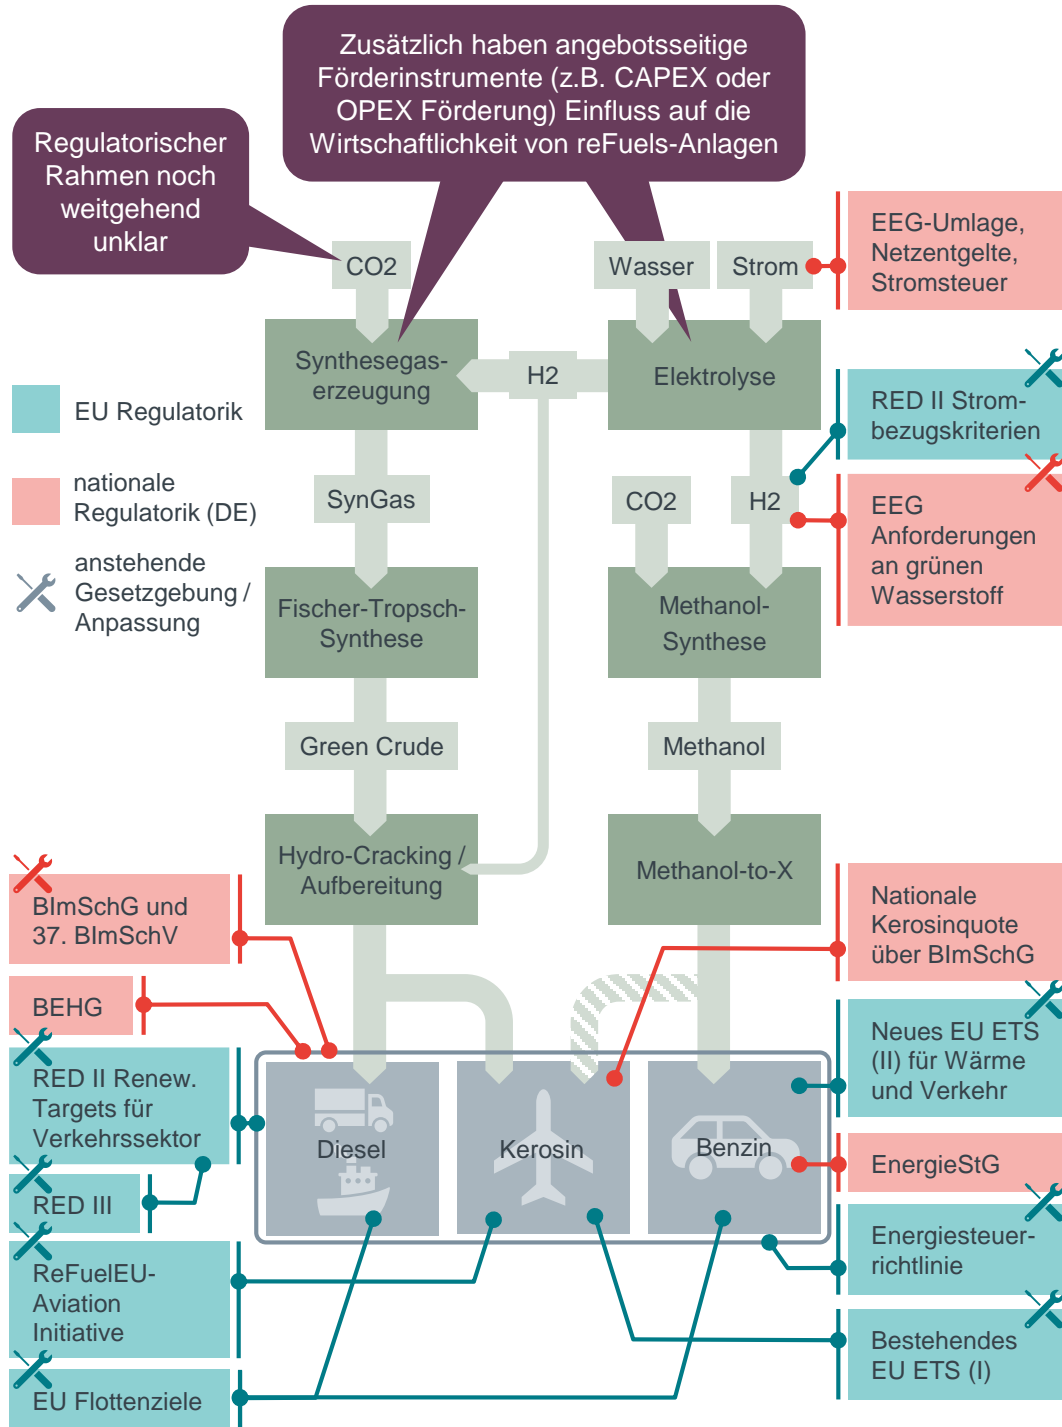 Zusätzlich haben angebotsseitige
Förderinstrumente (z.B. CAPEX oder
OPEX Förderung) Einfluss auf die
Wirtschaftlichkeit von reFuels-Anlagen
Regulatorischer
Rahmen noch
weitgehend
unklar
CO2
Wasser
Strom
EEG-Umlage,
Netzentgelte,
Stromsteuer
Synthesegas-
erzeugung
H2
Elektrolyse
EU Regulatorik
nationale
Regulatorik (DE)
anstehende
Gesetzgebung /
Anpassung
RED II Strom-
bezugskriterien
SynGas
CO2
H2
EEG
Anforderungen
an grünen
Wasserstoff
Fischer-Tropsch-
Synthese
Methanol-
Synthese
Green Crude
Methanol
Hydro-Cracking /
Aufbereitung
Methanol-to-X
BImSchG und
37. BImSchV
BEHG
RED II Renew.
Targets für
Verkehrssektor
RED III
ReFuelEU-
Aviation
Initiative
EU Flottenziele
Diesel
Kerosin
Benzin
Nationale
Kerosinquote
über BImSchG
Neues EU ETS
(II) für Wärme
und Verkehr
EnergieStG
Energiesteuer-
richtlinie
Bestehendes
EU ETS (I)